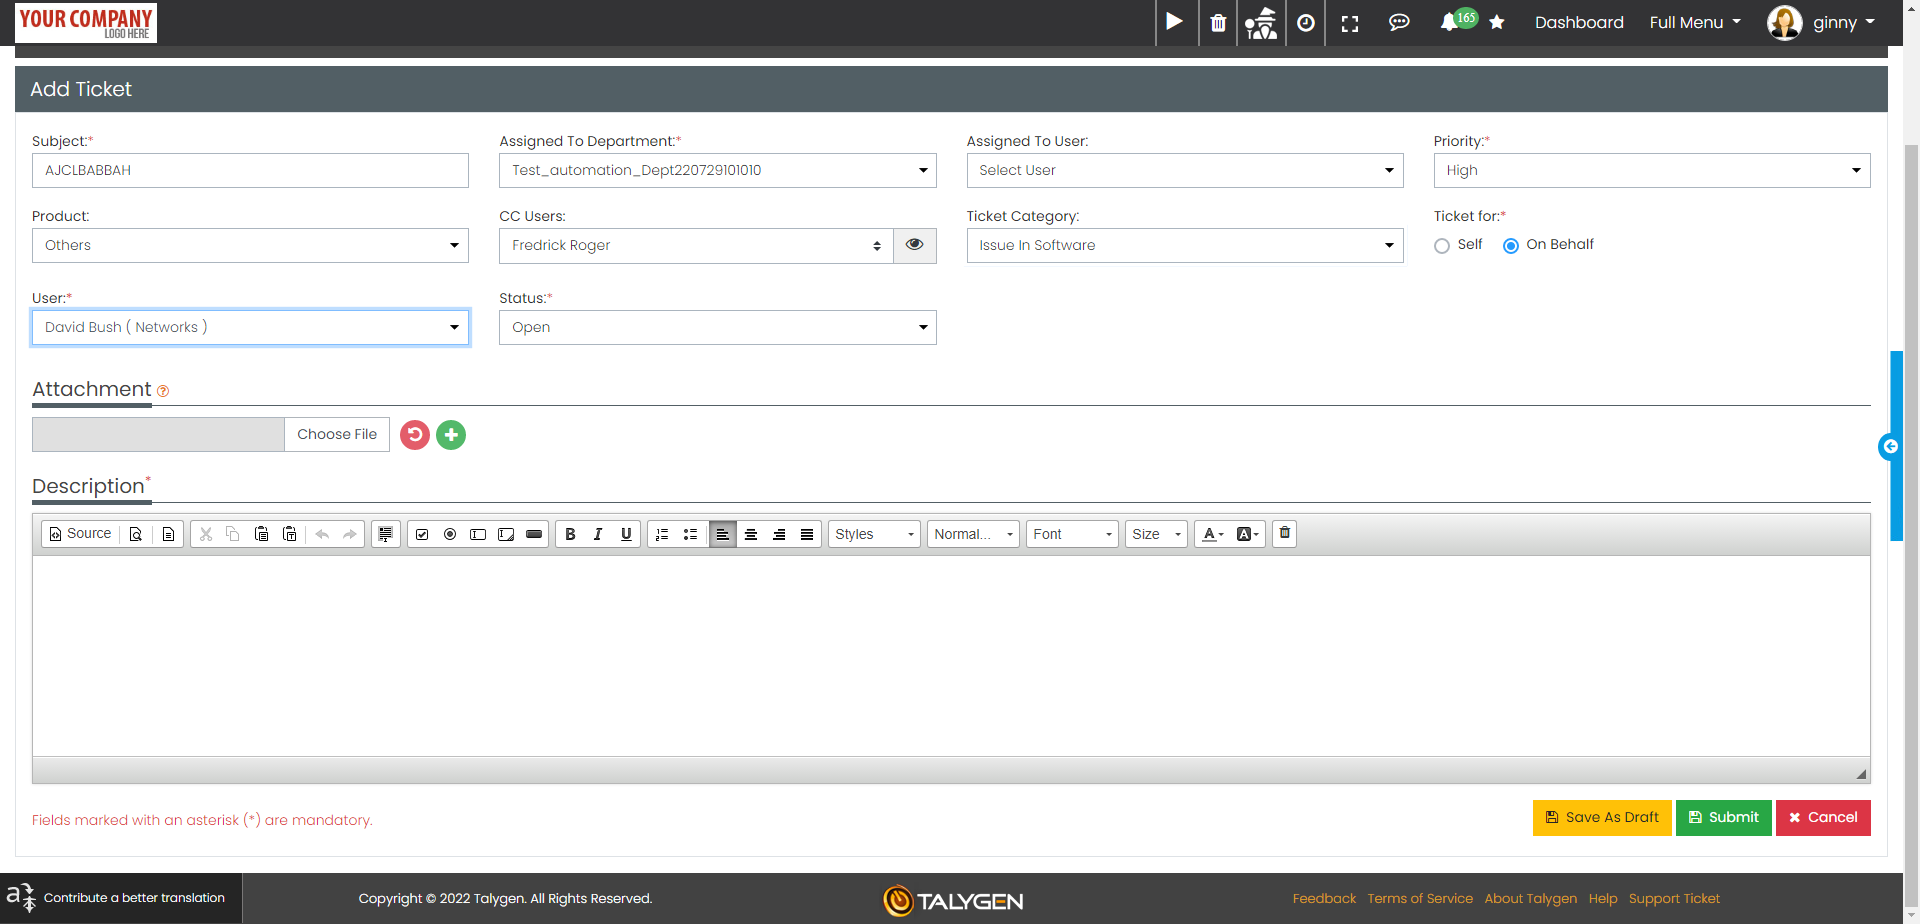 YOUR COMPANY
LOGO HERE
165
Dashboard
Full Menu
ginny
Add Ticket
Subject:*
Assigned To Department:*
Assigned To User:
Priority:*
AJCLBABBAH
Test_automation_Dept220729101010
Select User
High
Product:
CC Users:
Ticket Category:
Ticket for:*
Others
Fredrick Roger
Issue In Software
Self
On Behalf
User:*
Status:*
David Bush ( Networks )
Open
Attachment ?
Choose File
Description*
Source
B I U
Styles
Normal...
Font
Size
A
A
Fields marked with an asterisk (*) are mandatory.
Save As Draft
Submit
Cancel
Contribute a better translation
Copyright © 2022 Talygen. All Rights Reserved.
TALYGEN
Feedback
Terms of Service
About Talygen
Help
Support Ticket